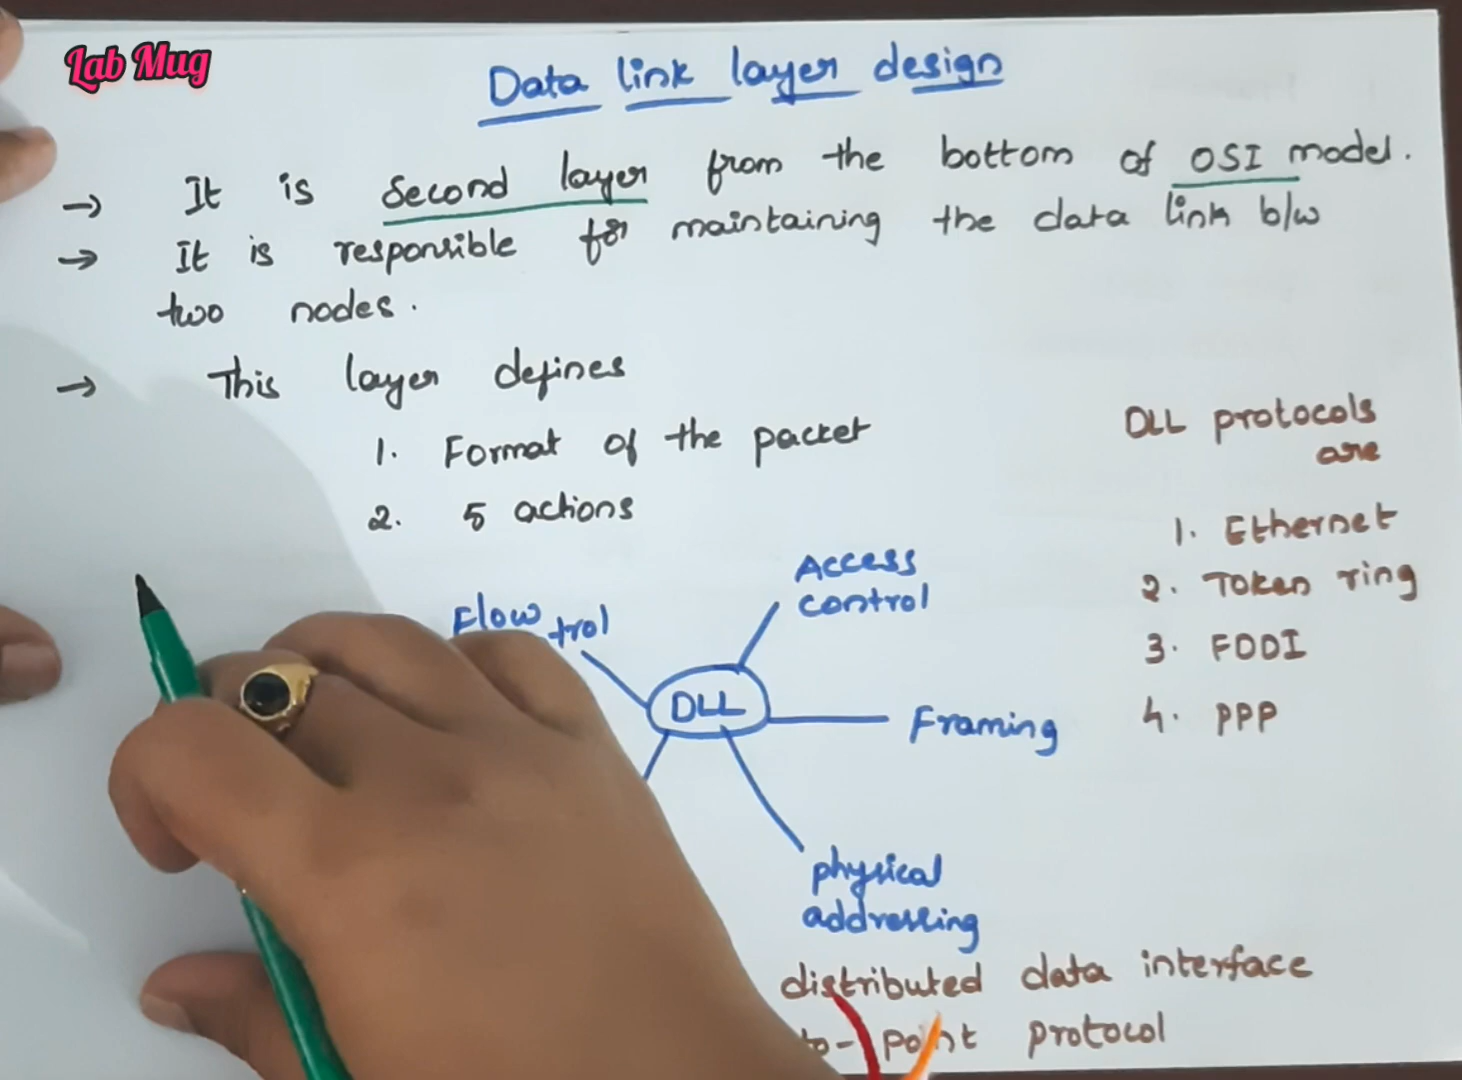 Lab Mug
Data link layer design
→ It is second layer from the bottom of OSI model.
→ It is responsible for maintaining the data link b/w
two nodes.
→ This layer defines
1. Format of the packet
2. 5 actions
DLL protocols
are
1. Ethernet
2. Token ring
3. FDDI
4. PPP
Access
control
Flow
trol
DLL
Framing
physical
addressing
distributed data interface
to-point protocol